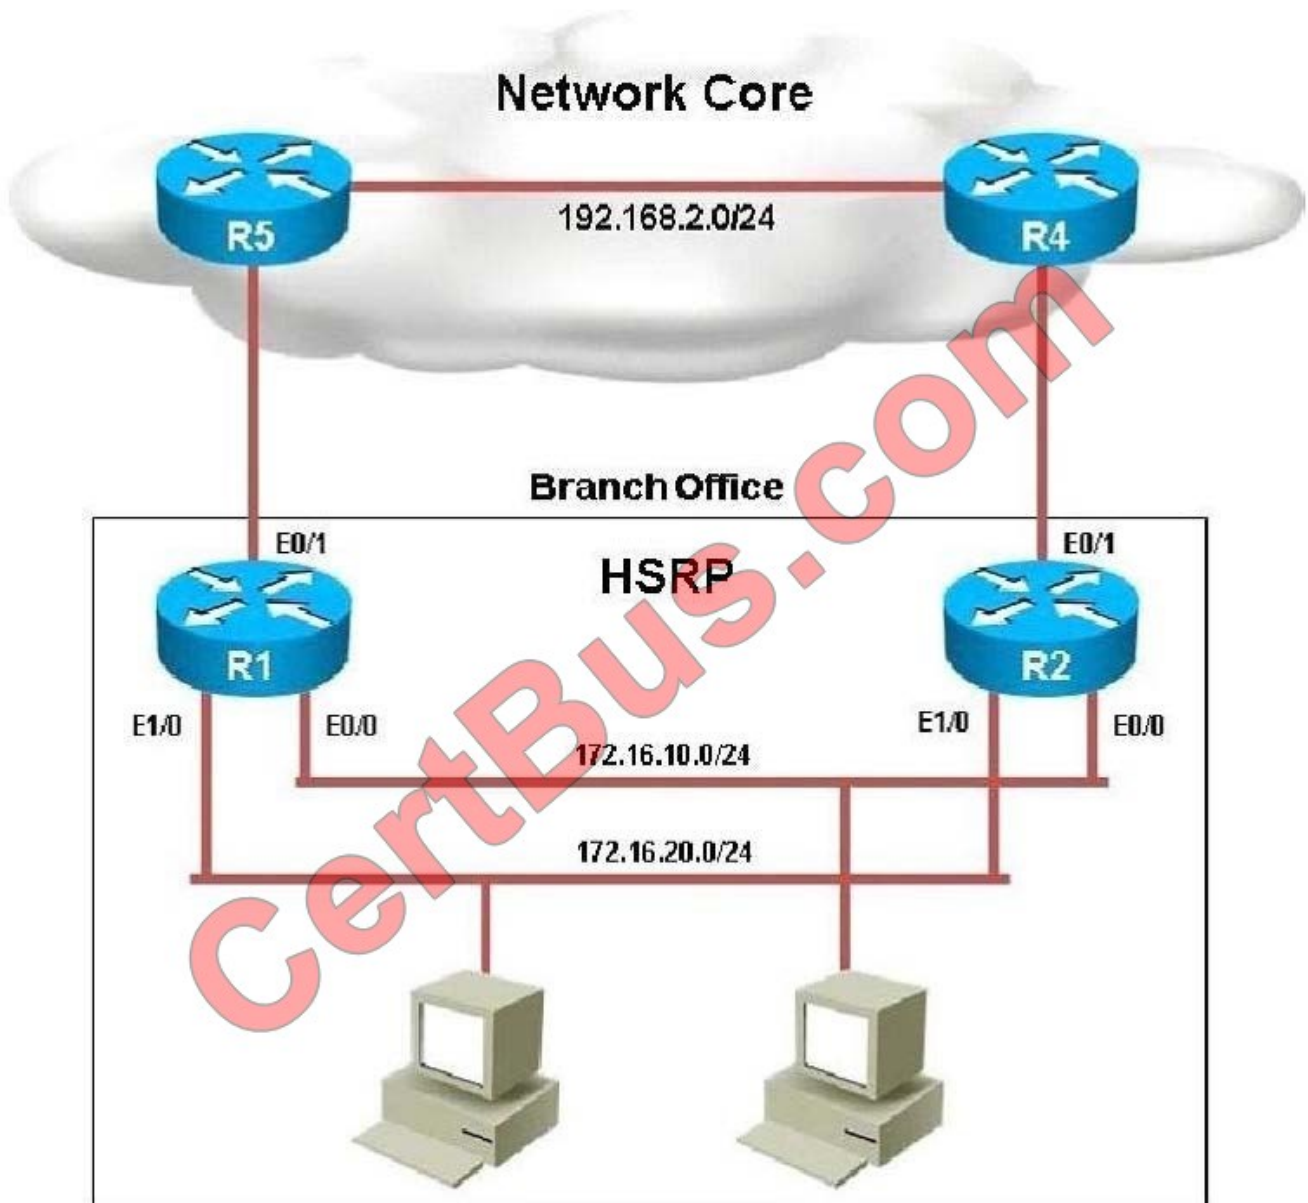 Network Core
R5
192.168.2.0/24
R4
Branch Office
E0/1
HSRP
E0/1
R1
R2
E1/0
E0/0
E1/0
E0/0
172.16.10.0/24
172.16.20.0/24
CertBus.com